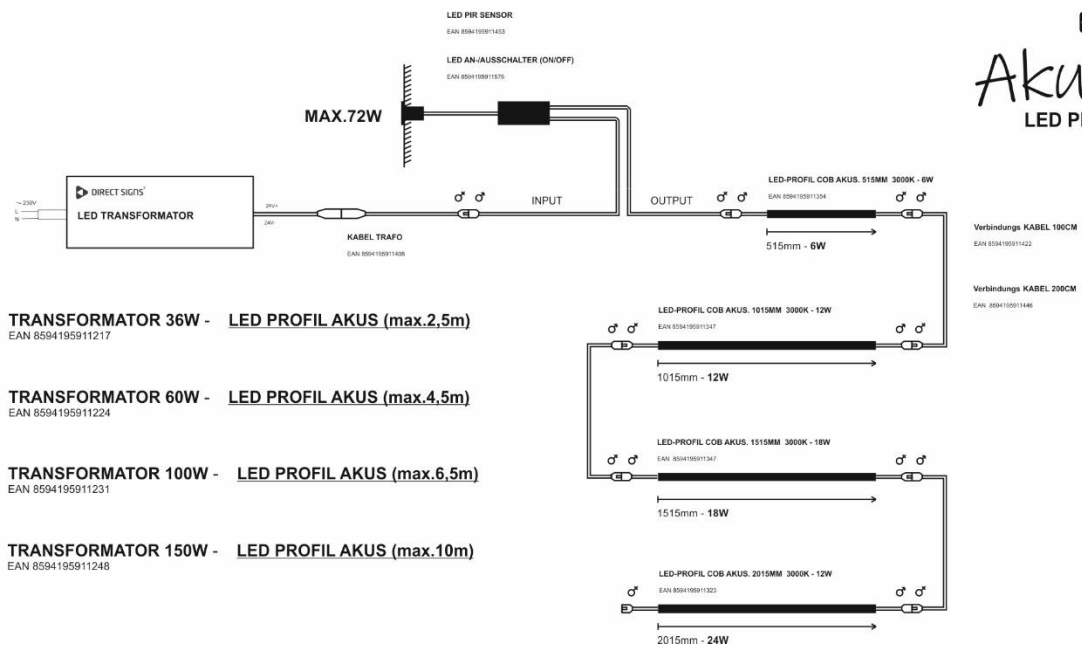 LED PIR SENSOR
EAN 8594195911453
LED AN-/AUSSCHALTER (ON/OFF)
EAN 8594195911576
MAX.72W
Akus
LED P
DIRECT SIGNS
LED TRANSFORMATOR
~ 230V
L
N
24V+
24V-
KABEL TRAFO
EAN 8594195911408
INPUT
OUTPUT
LED-PROFIL COB AKUS. 515MM 3000K - 6W
EAN 8594195911354
515mm - 6W
Verbindungs KABEL 100CM
EAN 8594195911422
Verbindungs KABEL 200CM
EAN 8594195911446
TRANSFORMATOR 36W - LED PROFIL AKUS (max.2,5m)
EAN 8594195911217
TRANSFORMATOR 60W - LED PROFIL AKUS (max.4,5m)
EAN 8594195911224
TRANSFORMATOR 100W - LED PROFIL AKUS (max.6,5m)
EAN 8594195911231
TRANSFORMATOR 150W - LED PROFIL AKUS (max.10m)
EAN 8594195911248
LED-PROFIL COB AKUS. 1015MM 3000K - 12W
EAN 8594195911347
1015mm - 12W
LED-PROFIL COB AKUS. 1515MM 3000K - 18W
EAN 8594195911347
1515mm - 18W
LED-PROFIL COB AKUS. 2015MM 3000K - 12W
EAN 8594195911323
2015mm - 24W